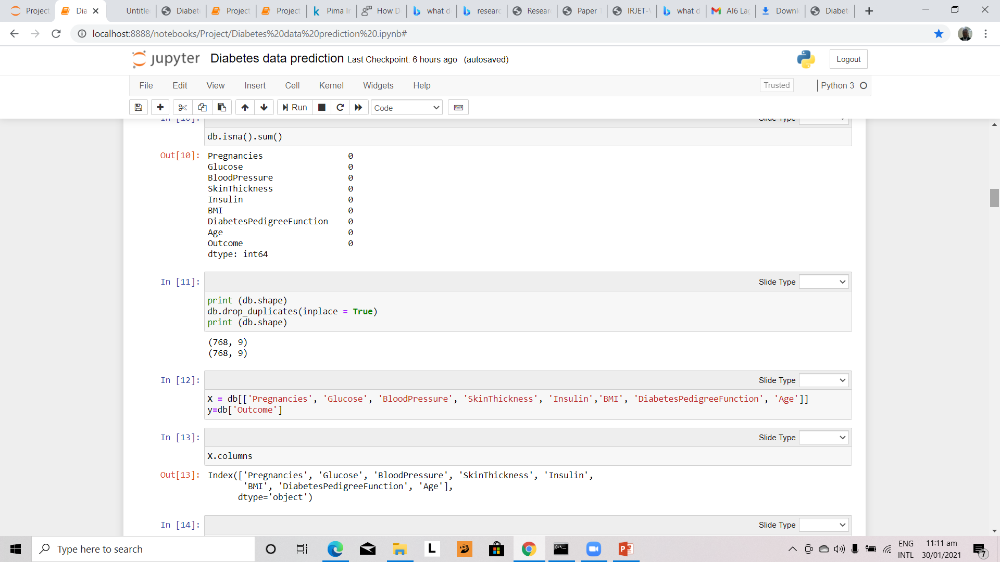 Project
Dia
Untitle
Diabet
Project
Project
Pima I
How D
what d
researc
Resear
Paper T
IRJET-V
what d
AI6 Lag
Downl
Diabet
localhost:8888/notebooks/Project/Diabetes%20data%20prediction%20.ipynb#
jupyter Diabetes data prediction Last Checkpoint: 6 hours ago (autosaved)
Logout
File Edit View Insert Cell Kernel Widgets Help
Trusted
Python 3
Run
Code
In [10]:
Slide Type
db.isna().sum()
Out[10]: Pregnancies 0
Glucose 0
BloodPressure 0
SkinThickness 0
Insulin 0
BMI 0
DiabetesPedigreeFunction 0
Age 0
Outcome 0
dtype: int64
In [11]:
Slide Type
print (db.shape)
db.drop_duplicates(inplace = True)
print (db.shape)
(768, 9)
(768, 9)
In [12]:
Slide Type
X = db[['Pregnancies', 'Glucose', 'BloodPressure', 'SkinThickness', 'Insulin','BMI', 'DiabetesPedigreeFunction', 'Age']]
y=db['Outcome']
In [13]:
Slide Type
X.columns
Out[13]: Index(['Pregnancies', 'Glucose', 'BloodPressure', 'SkinThickness', 'Insulin',
'BMI', 'DiabetesPedigreeFunction', 'Age'],
dtype='object')
In [14]:
Slide Type
Type here to search
L
ENG
INTL
11:11 am
30/01/2021
7